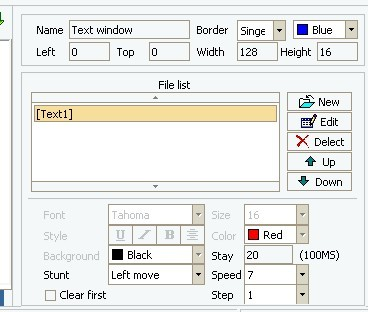 Name Text window Border Singe Blue
Left 0 Top 0 Width 128 Height 16
File list
[Text1]
New
Edit
Delect
Up
Down
Font Tahoma Size 16
Style U I B Color Red
Background Black Stay 20 (100MS)
Stunt Left move Speed 7
Clear first Step 1